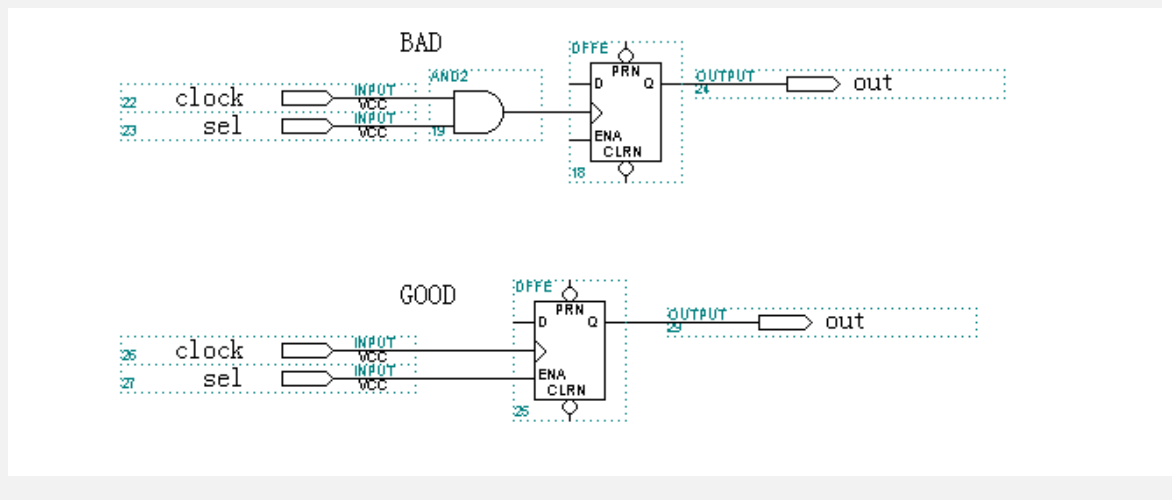 BAD
DFFE
PRN
AND2
D Q
OUTPUT
24
out
INPUT
VCC
22
clock
INPUT
VCC
23
sel
19
ENA
CLRN
18
GOOD
DFFE
PRN
D Q
OUTPUT
29
out
INPUT
VCC
26
clock
INPUT
VCC
27
sel
ENA
CLRN
25